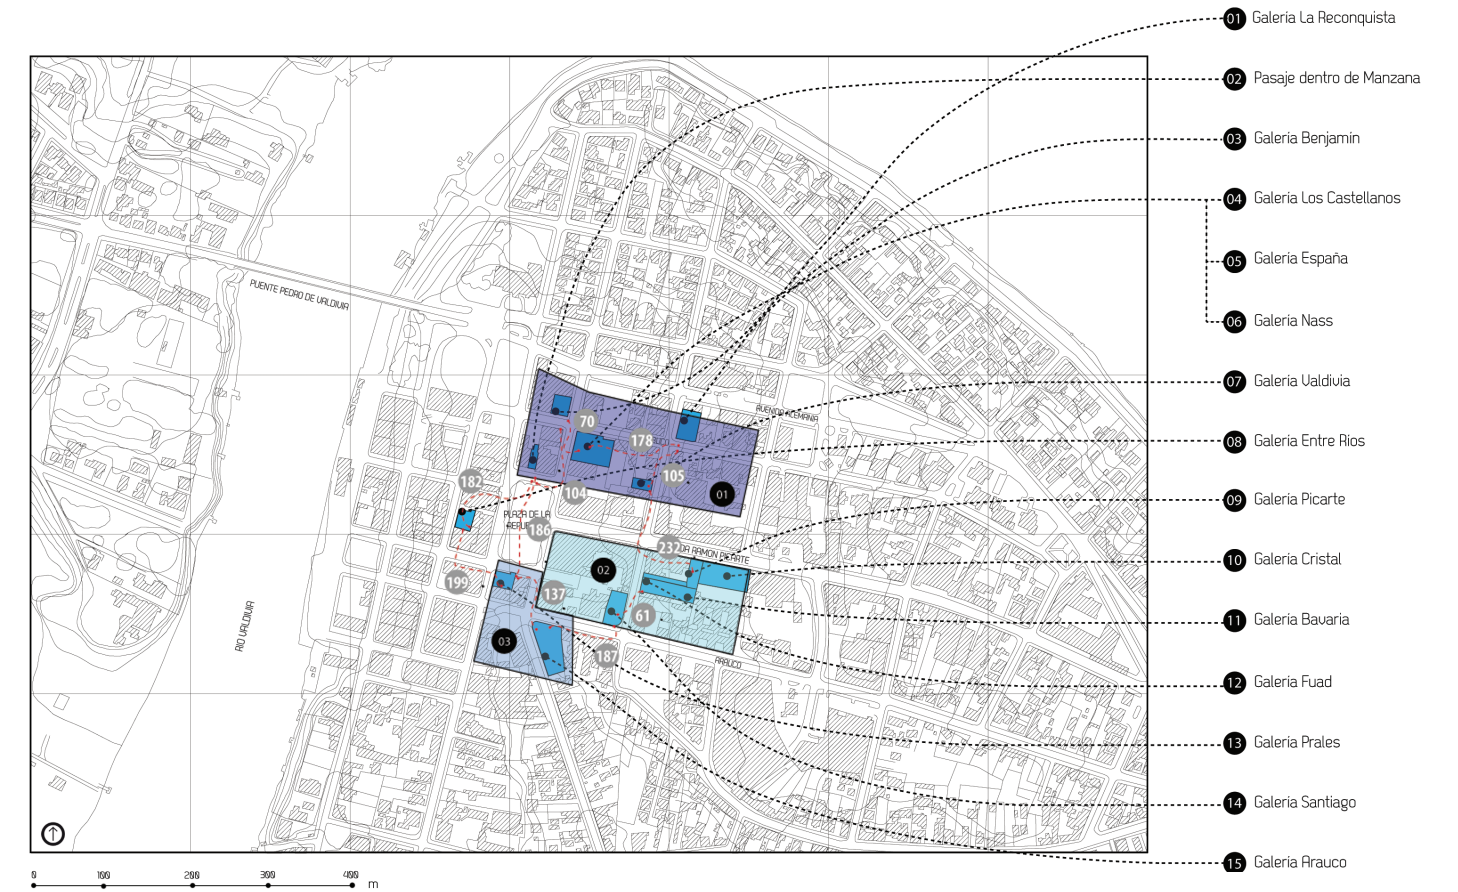 01 Galería La Reconquista
02 Pasaje dentro de Manzana
03 Galería Benjamin
04 Galería Los Castellanos
05 Galería España
06 Galería Nass
07 Galería Valdivia
08 Galería Entre Rios
09 Galería Picarte
10 Galería Cristal
11 Galería Bavaria
12 Galería Fuad
13 Galería Prales
14 Galería Santiago
15 Galería Arauco
PUENTE PEDRO DE VALDIVIA
AVENIDA ALEMANIA
70
178
105
01
182
104
PLAZA DE LA
186
232
RAMON PICARTE
02
199
137
61
03
187
ARAUCO
RIO VALDIVIA
0 100 200 300 400 m